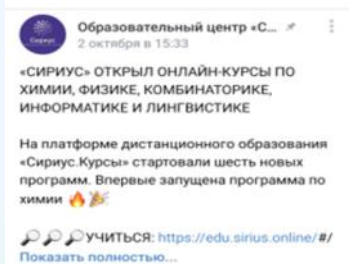 Сириус
Образовательный центр «С...
2 октября в 15:33
«СИРИУС» ОТКРЫЛ ОНЛАЙН-КУРСЫ ПО
ХИМИИ, ФИЗИКЕ, КОМБИНАТОРИКЕ,
ИНФОРМАТИКЕ И ЛИНГВИСТИКЕ
На платформе дистанционного образования
«Сириус.Курсы» стартовали шесть новых
программ. Впервые запущена программа по
химии 🔥🎉
🔎🔎🔎УЧИТЬСЯ: https://edu.sirius.online/#/
Показать полностью...